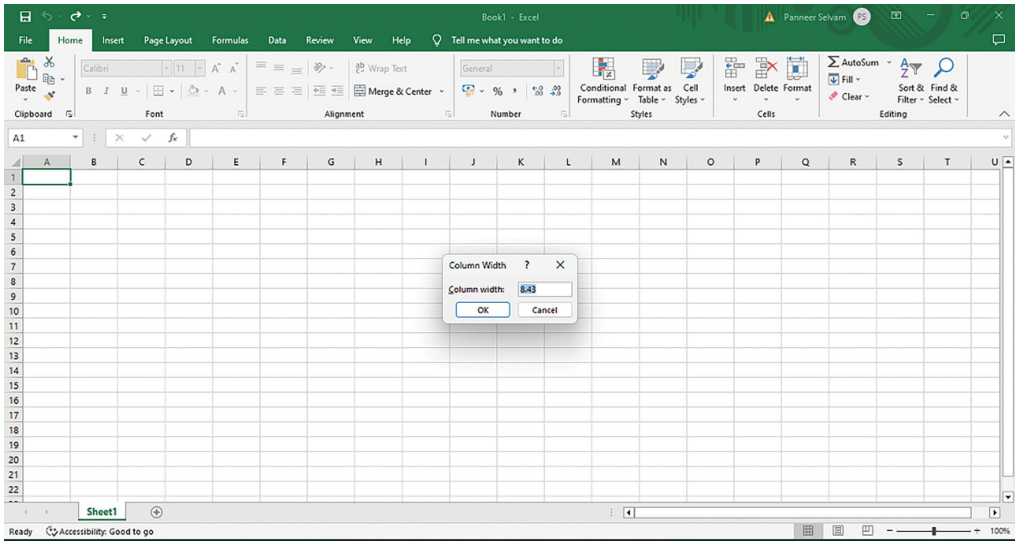 Book1 - Excel
Panneer Selvam PS
File Home Insert Page Layout Formulas Data Review View Help Tell me what you want to do
Paste
Clipboard
Calibri 11 A A
B I U A
Font
Wrap Text
Merge & Center
Alignment
General
% ,
Number
Conditional Formatting
Format as Table
Cell Styles
Styles
Insert Delete Format
Cells
AutoSum
Fill
Clear
Sort & Filter
Find & Select
Editing
A1 fx
A B C D E F G H I J K L M N O P Q R S T U
1
2
3
4
5
6
7
8
9
10
11
12
13
14
15
16
17
18
19
20
21
22
Column Width ? X
Column width: 8.43
OK Cancel
Sheet1
Ready Accessibility: Good to go 100%